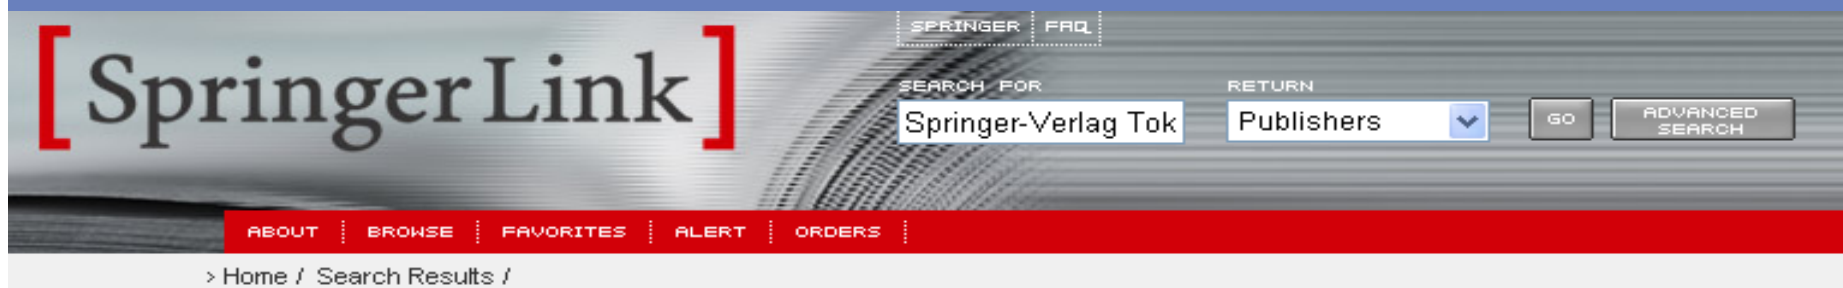 SPRINGER FAQ
[SpringerLink]
SEARCH FOR RETURN
Springer-Verlag Tok Publishers GO ADVANCED SEARCH
ABOUT BROWSE FAVORITES ALERT ORDERS
> Home / Search Results /